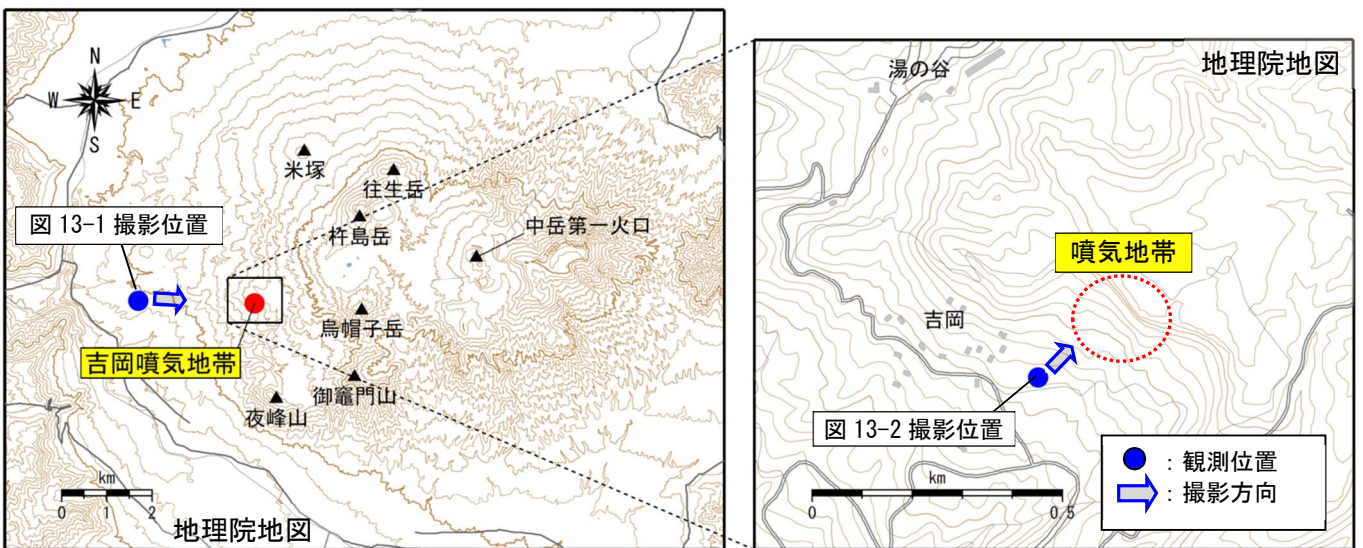 N
W
E
S
米塚
往生岳
杵島岳
中岳第一火口
図 13-1 撮影位置
烏帽子岳
吉岡噴気地帯
御竈門山
夜峰山
km
0 1 2
地理院地図
地理院地図
湯の谷
噴気地帯
吉岡
図 13-2 撮影位置
km
0 0.5
：観測位置
：撮影方向